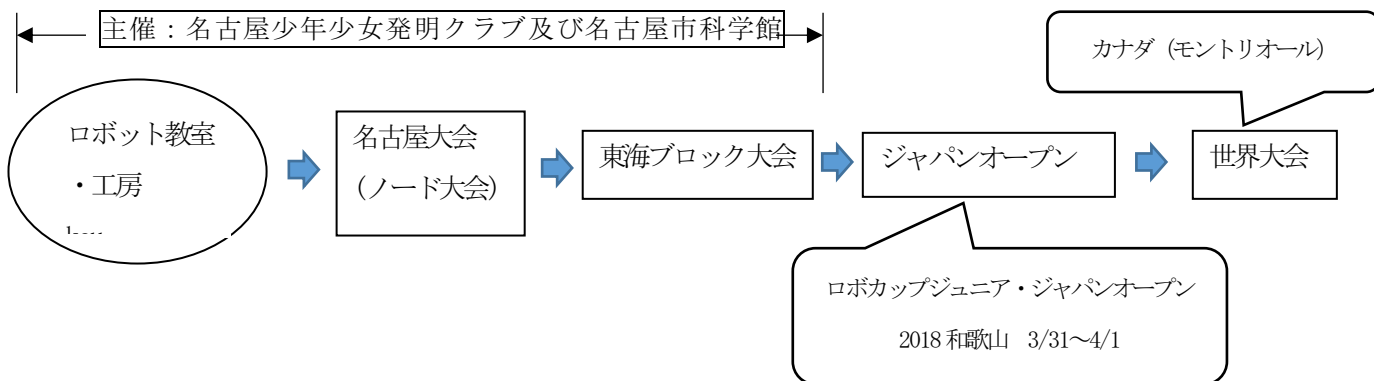 主催：名古屋少年少女発明クラブ及び名古屋市科学館
カナダ（モントリオール）
ロボット教室
・工房
名古屋大会
（ノード大会）
東海ブロック大会
ジャパンオープン
世界大会
ロボカップジュニア・ジャパンオープン
2018 和歌山　3/31～4/1